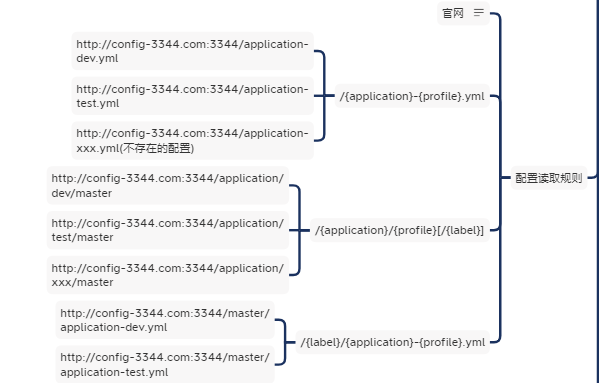 官网
http://config-3344.com:3344/application-
dev.yml
http://config-3344.com:3344/application-
test.yml
/{application}-{profile}.yml
http://config-3344.com:3344/application-
xxx.yml(不存在的配置)
配置读取规则
http://config-3344.com:3344/application/
dev/master
http://config-3344.com:3344/application/
test/master
/{application}/{profile}[/{label}]
http://config-3344.com:3344/application/
xxx/master
http://config-3344.com:3344/master/
application-dev.yml
/{label}/{application}-{profile}.yml
http://config-3344.com:3344/master/
application-test.yml